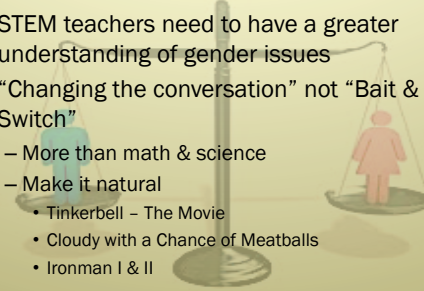 STEM teachers need to have a greater
understanding of gender issues
“Changing the conversation” not “Bait &
Switch”
– More than math & science
– Make it natural
• Tinkerbell – The Movie
• Cloudy with a Chance of Meatballs
• Ironman I & II